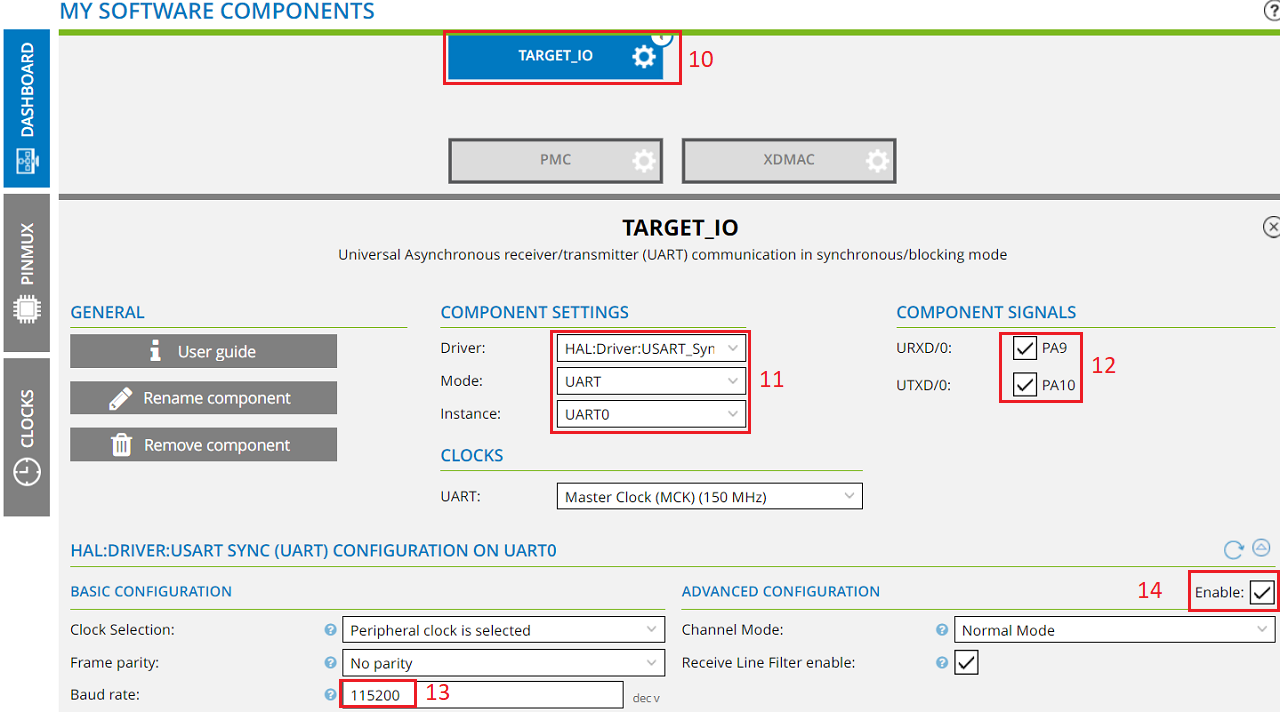 MY SOFTWARE COMPONENTS
?
DASHBOARD
PINMUX
CLOCKS
TARGET_IO
10
PMC
XDMAC
TARGET_IO
Universal Asynchronous receiver/transmitter (UART) communication in synchronous/blocking mode
GENERAL
User guide
Rename component
Remove component
COMPONENT SETTINGS
Driver: HAL:Driver:USART_Syn
Mode: UART
Instance: UART0
11
CLOCKS
UART: Master Clock (MCK) (150 MHz)
COMPONENT SIGNALS
URXD/0: PA9
UTXD/0: PA10
12
HAL:DRIVER:USART SYNC (UART) CONFIGURATION ON UART0
BASIC CONFIGURATION
Clock Selection: ? Peripheral clock is selected
Frame parity: ? No parity
Baud rate: ? 115200 13 dec v
ADVANCED CONFIGURATION
14 Enable:
Channel Mode: ? Normal Mode
Receive Line Filter enable: ?